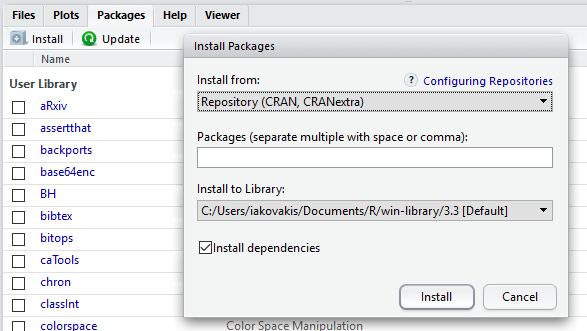 Files Plots Packages Help Viewer
Install Update
Name
User Library
aRxiv
assertthat
backports
base64enc
BH
bibtex
bitops
caTools
chron
classInt
colorspace Color Space Manipulation
Install Packages
Install from: ? Configuring Repositories
Repository (CRAN, CRANextra)
Packages (separate multiple with space or comma):
Install to Library:
C:/Users/iakovakis/Documents/R/win-library/3.3 [Default]
Install dependencies
Install Cancel